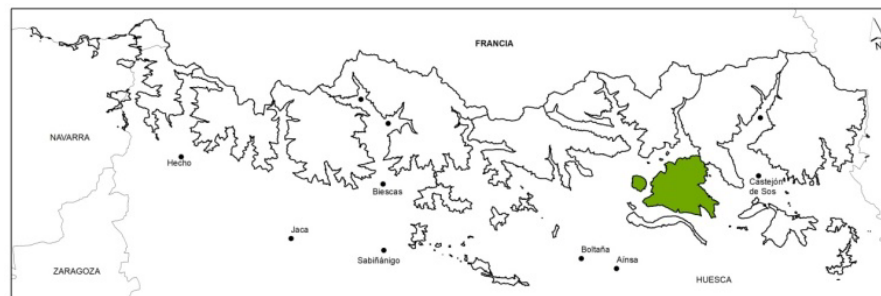 FRANCIA
N
NAVARRA
Hecho
Biescas
Castejón
de Sos
Jaca
Sabiñánigo
Boltaña
Aínsa
ZARAGOZA
HUESCA